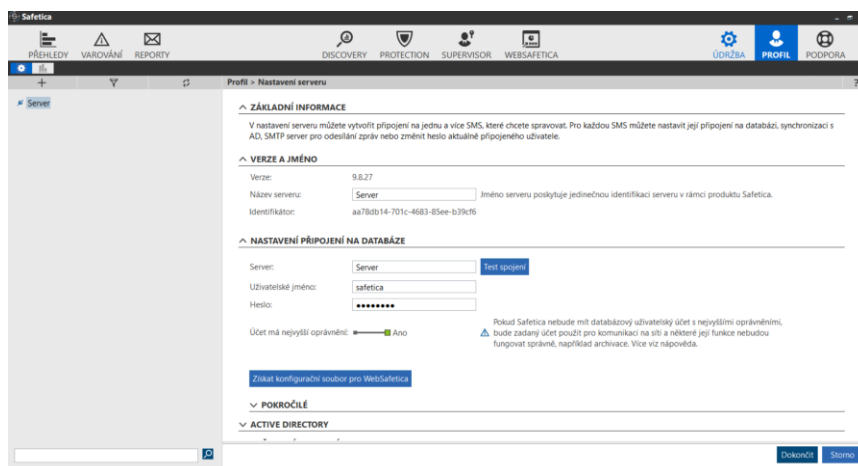 Safetica
PŘEHLEDY VAROVÁNÍ REPORTY DISCOVERY PROTECTION SUPERVISOR WEBSAFETICA ÚDRŽBA PROFIL PODPORA
Profil > Nastavení serveru ?
Server
ZÁKLADNÍ INFORMACE
V nastavení serveru můžete vytvořit připojení na jednu a více SMS, které chcete spravovat. Pro každou SMS můžete nastavit její připojení na databázi, synchronizaci s
AD, SMTP server pro odesílání zpráv nebo změnit heslo aktuálně připojeného uživatele.
VERZE A JMÉNO
Verze: 9.8.27
Název serveru: Server Jméno serveru poskytuje jedinečnou identifikaci serveru v rámci produktu Safetica.
Identifikátor: aa78db14-701c-4683-85ee-b39cf6
NASTAVENÍ PŘIPOJENÍ NA DATABÁZE
Server: Server Test spojení
Uživatelské jméno: safetica
Heslo: ••••••••
Účet má nejvyšší oprávnění: Ano
Pokud Safetica nebude mít databázový uživatelský účet s nejvyššími oprávněními,
bude zadaný účet použit pro komunikaci na síti a některé její funkce nebudou
fungovat správně, například archivace. Více viz nápověda.
Získat konfigurační soubor pro WebSafetica
POKROČILÉ
ACTIVE DIRECTORY
Dokončit Storno